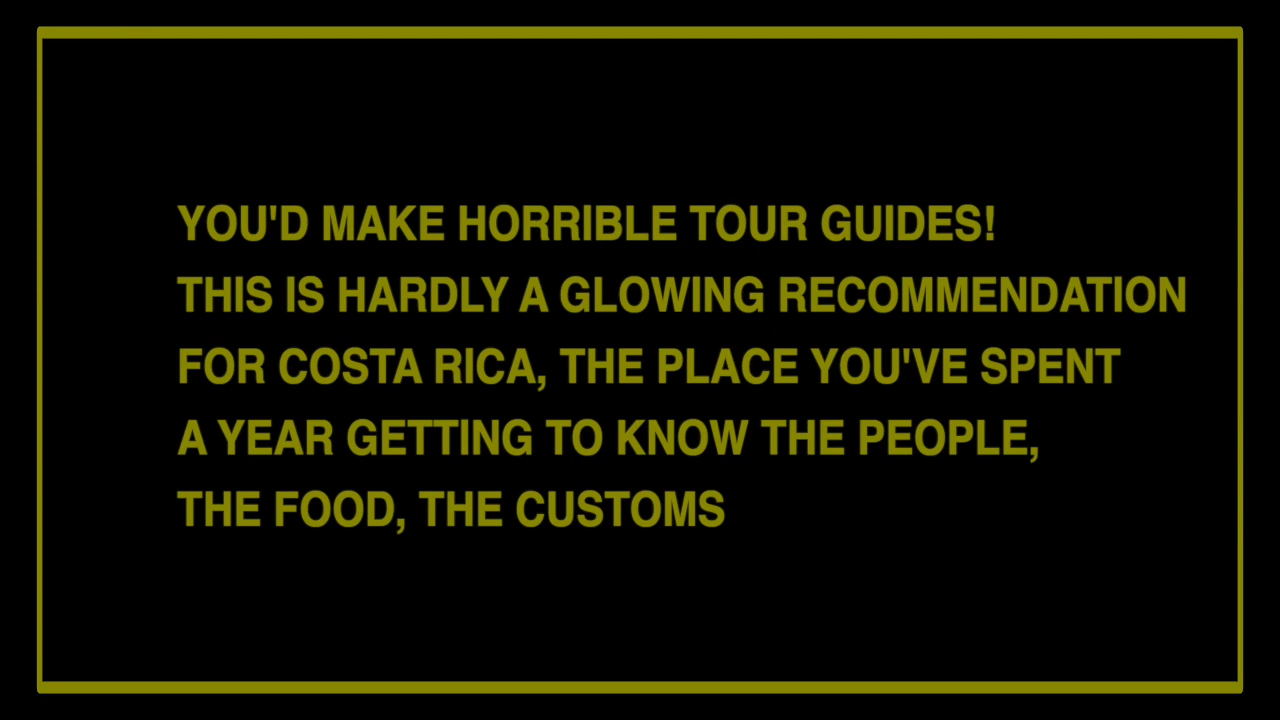 YOU'D MAKE HORRIBLE TOUR GUIDES!
THIS IS HARDLY A GLOWING RECOMMENDATION
FOR COSTA RICA, THE PLACE YOU'VE SPENT
A YEAR GETTING TO KNOW THE PEOPLE,
THE FOOD, THE CUSTOMS